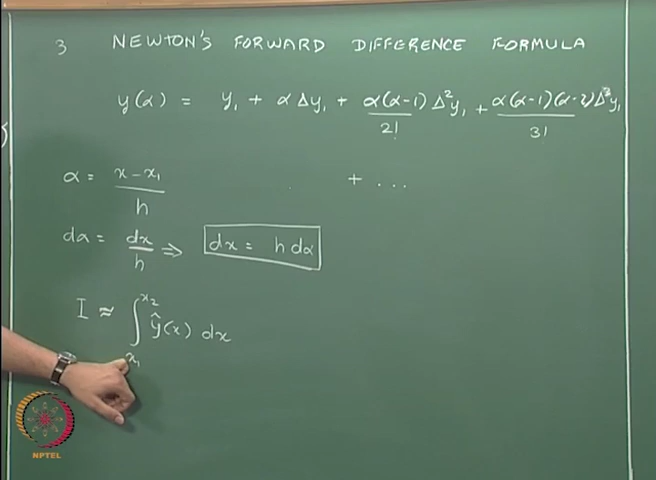 3 NEWTON'S FORWARD DIFFERENCE FORMULA
y(α) = y₁ + αΔy₁ + α(α-1)/2! Δ²y₁ + α(α-1)(α-2)/3! Δ³y₁
+ ...
α = (x - x₁)/h
dα = dx/h ⇒ dx = h dα
I ≈ ∫_{x₁}^{x₂} ŷ(x) dx
NPTEL